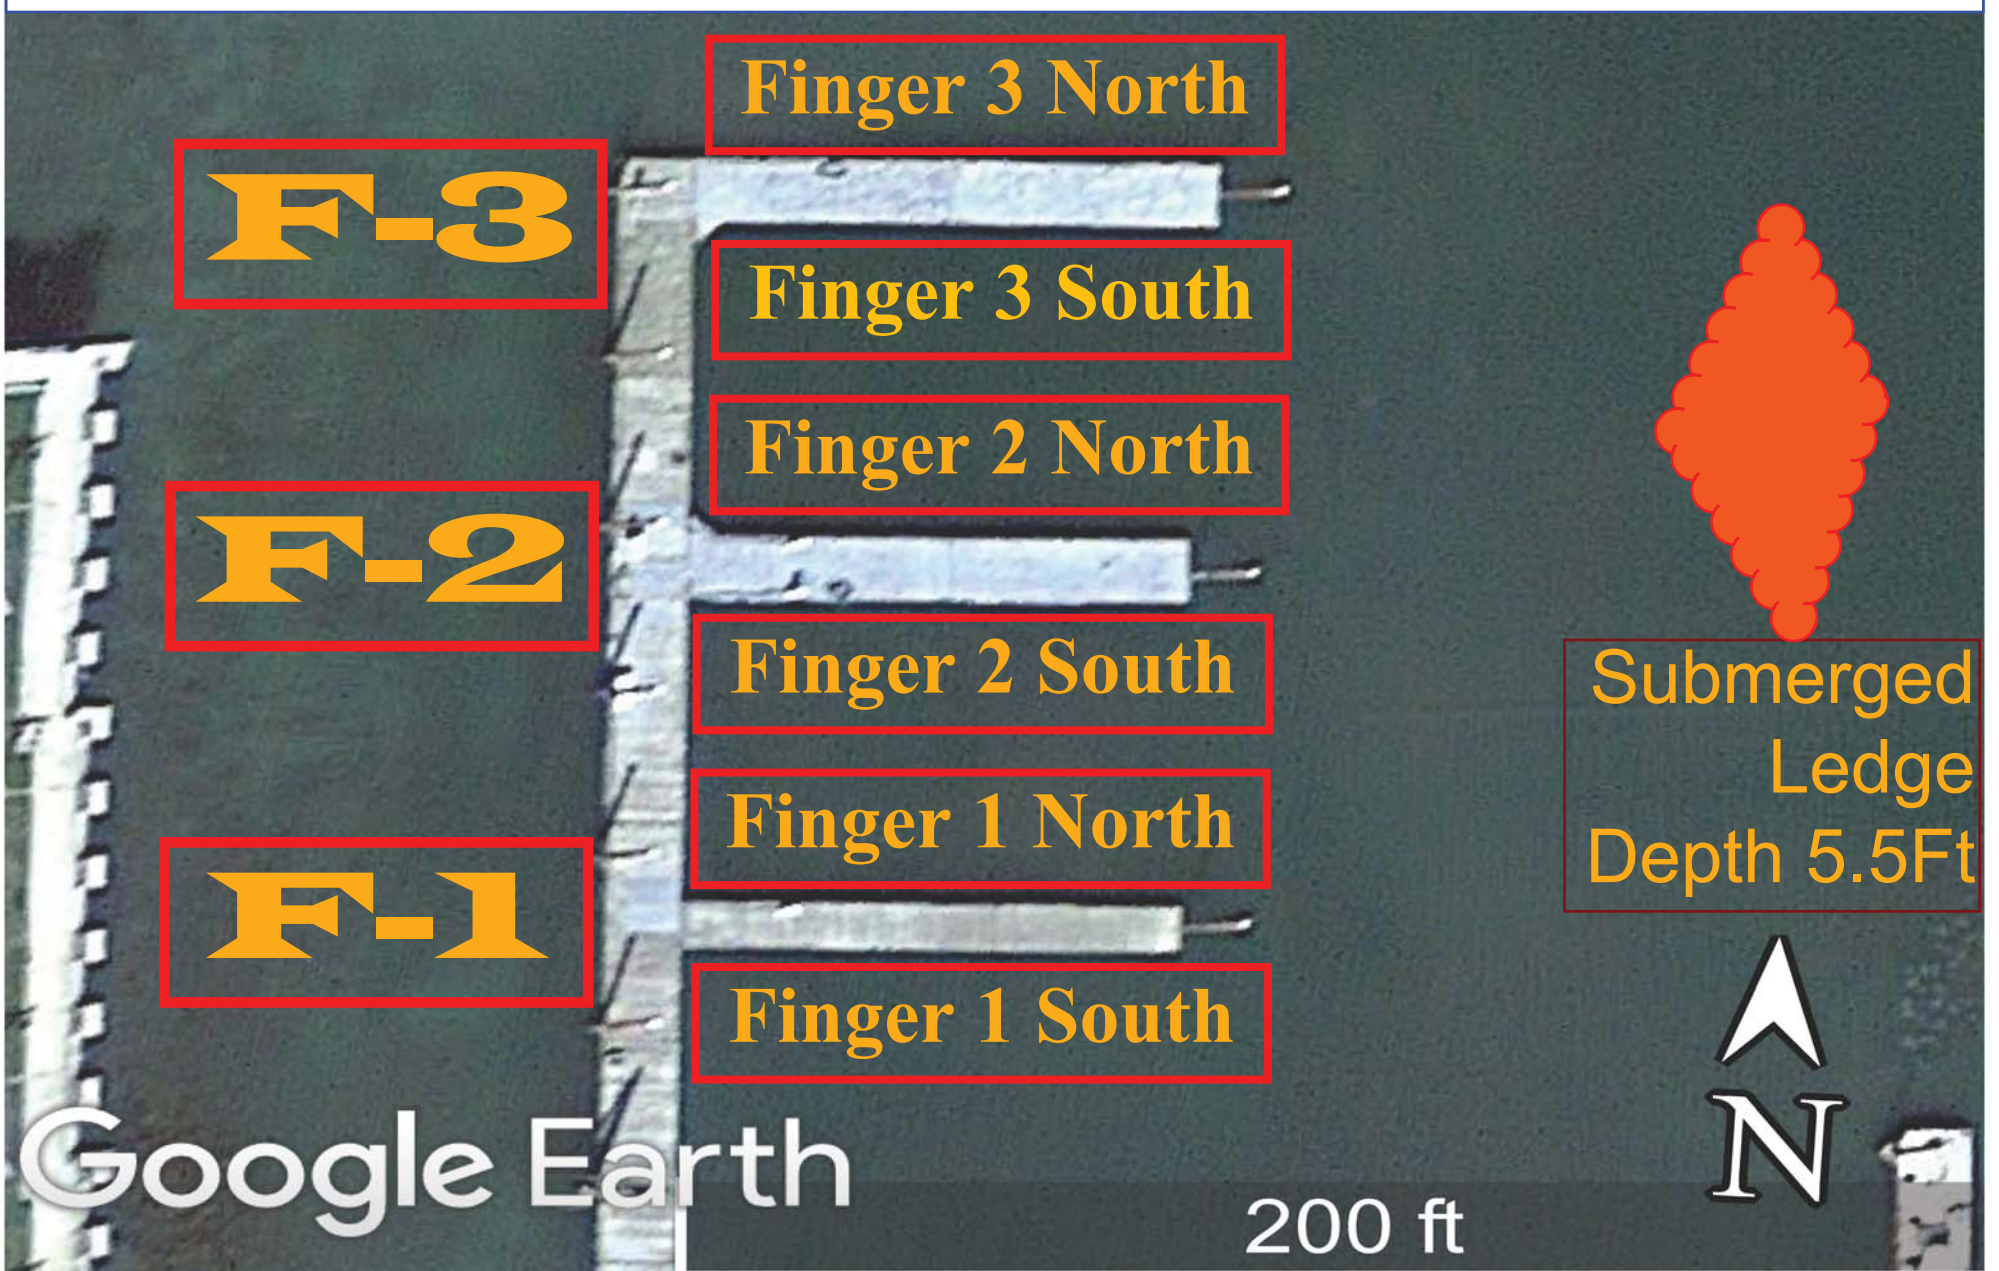 Finger 3 North
F-3
Finger 3 South
Finger 2 North
F-2
Finger 2 South
Submerged
Ledge
Depth 5.5Ft
Finger 1 North
F-1
Finger 1 South
N
Google Earth
200 ft